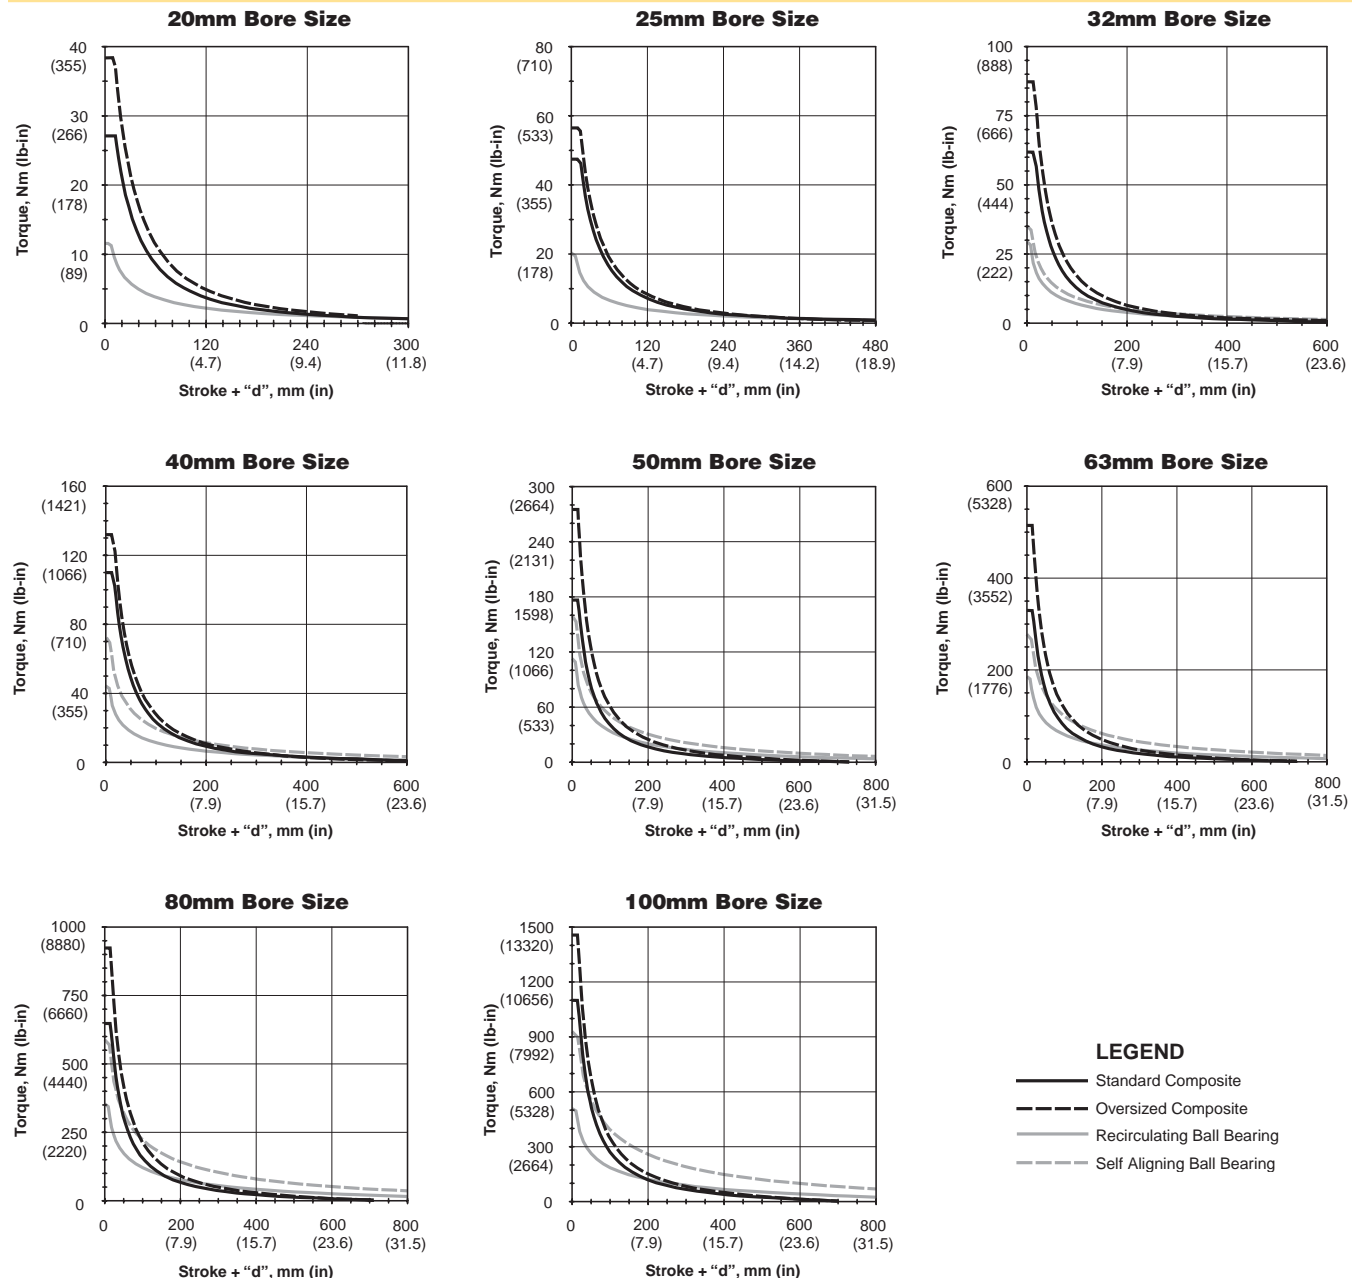 20mm Bore Size
40
(355)
30
(266)
20
(178)
10
(89)
0
Torque, Nm (lb-in)
0 120 240 300
(4.7) (9.4) (11.8)
Stroke + “d”, mm (in)
25mm Bore Size
80
(710)
60
(533)
40
(355)
20
(178)
0
Torque, Nm (lb-in)
0 120 240 360 480
(4.7) (9.4) (14.2) (18.9)
Stroke + “d”, mm (in)
32mm Bore Size
100
(888)
75
(666)
50
(444)
25
(222)
0
Torque, Nm (lb-in)
0 200 400 600
(7.9) (15.7) (23.6)
Stroke + “d”, mm (in)
40mm Bore Size
160
(1421)
120
(1066)
80
(710)
40
(355)
0
Torque, Nm (lb-in)
0 200 400 600
(7.9) (15.7) (23.6)
Stroke + “d”, mm (in)
50mm Bore Size
300
(2664)
240
(2131)
180
(1598)
120
(1066)
60
(533)
0
Torque, Nm (lb-in)
0 200 400 600 800
(7.9) (15.7) (23.6) (31.5)
Stroke + “d”, mm (in)
63mm Bore Size
600
(5328)
400
(3552)
200
(1776)
0
Torque, Nm (lb-in)
0 200 400 600 800
(7.9) (15.7) (23.6) (31.5)
Stroke + “d”, mm (in)
80mm Bore Size
1000
(8880)
750
(6660)
500
(4440)
250
(2220)
0
Torque, Nm (lb-in)
0 200 400 600 800
(7.9) (15.7) (23.6) (31.5)
Stroke + “d”, mm (in)
100mm Bore Size
1500
(13320)
1200
(10656)
900
(7992)
600
(5328)
300
(2664)
0
Torque, Nm (lb-in)
0 200 400 600 800
(7.9) (15.7) (23.6) (31.5)
Stroke + “d”, mm (in)
LEGEND
Standard Composite
Oversized Composite
Recirculating Ball Bearing
Self Aligning Ball Bearing